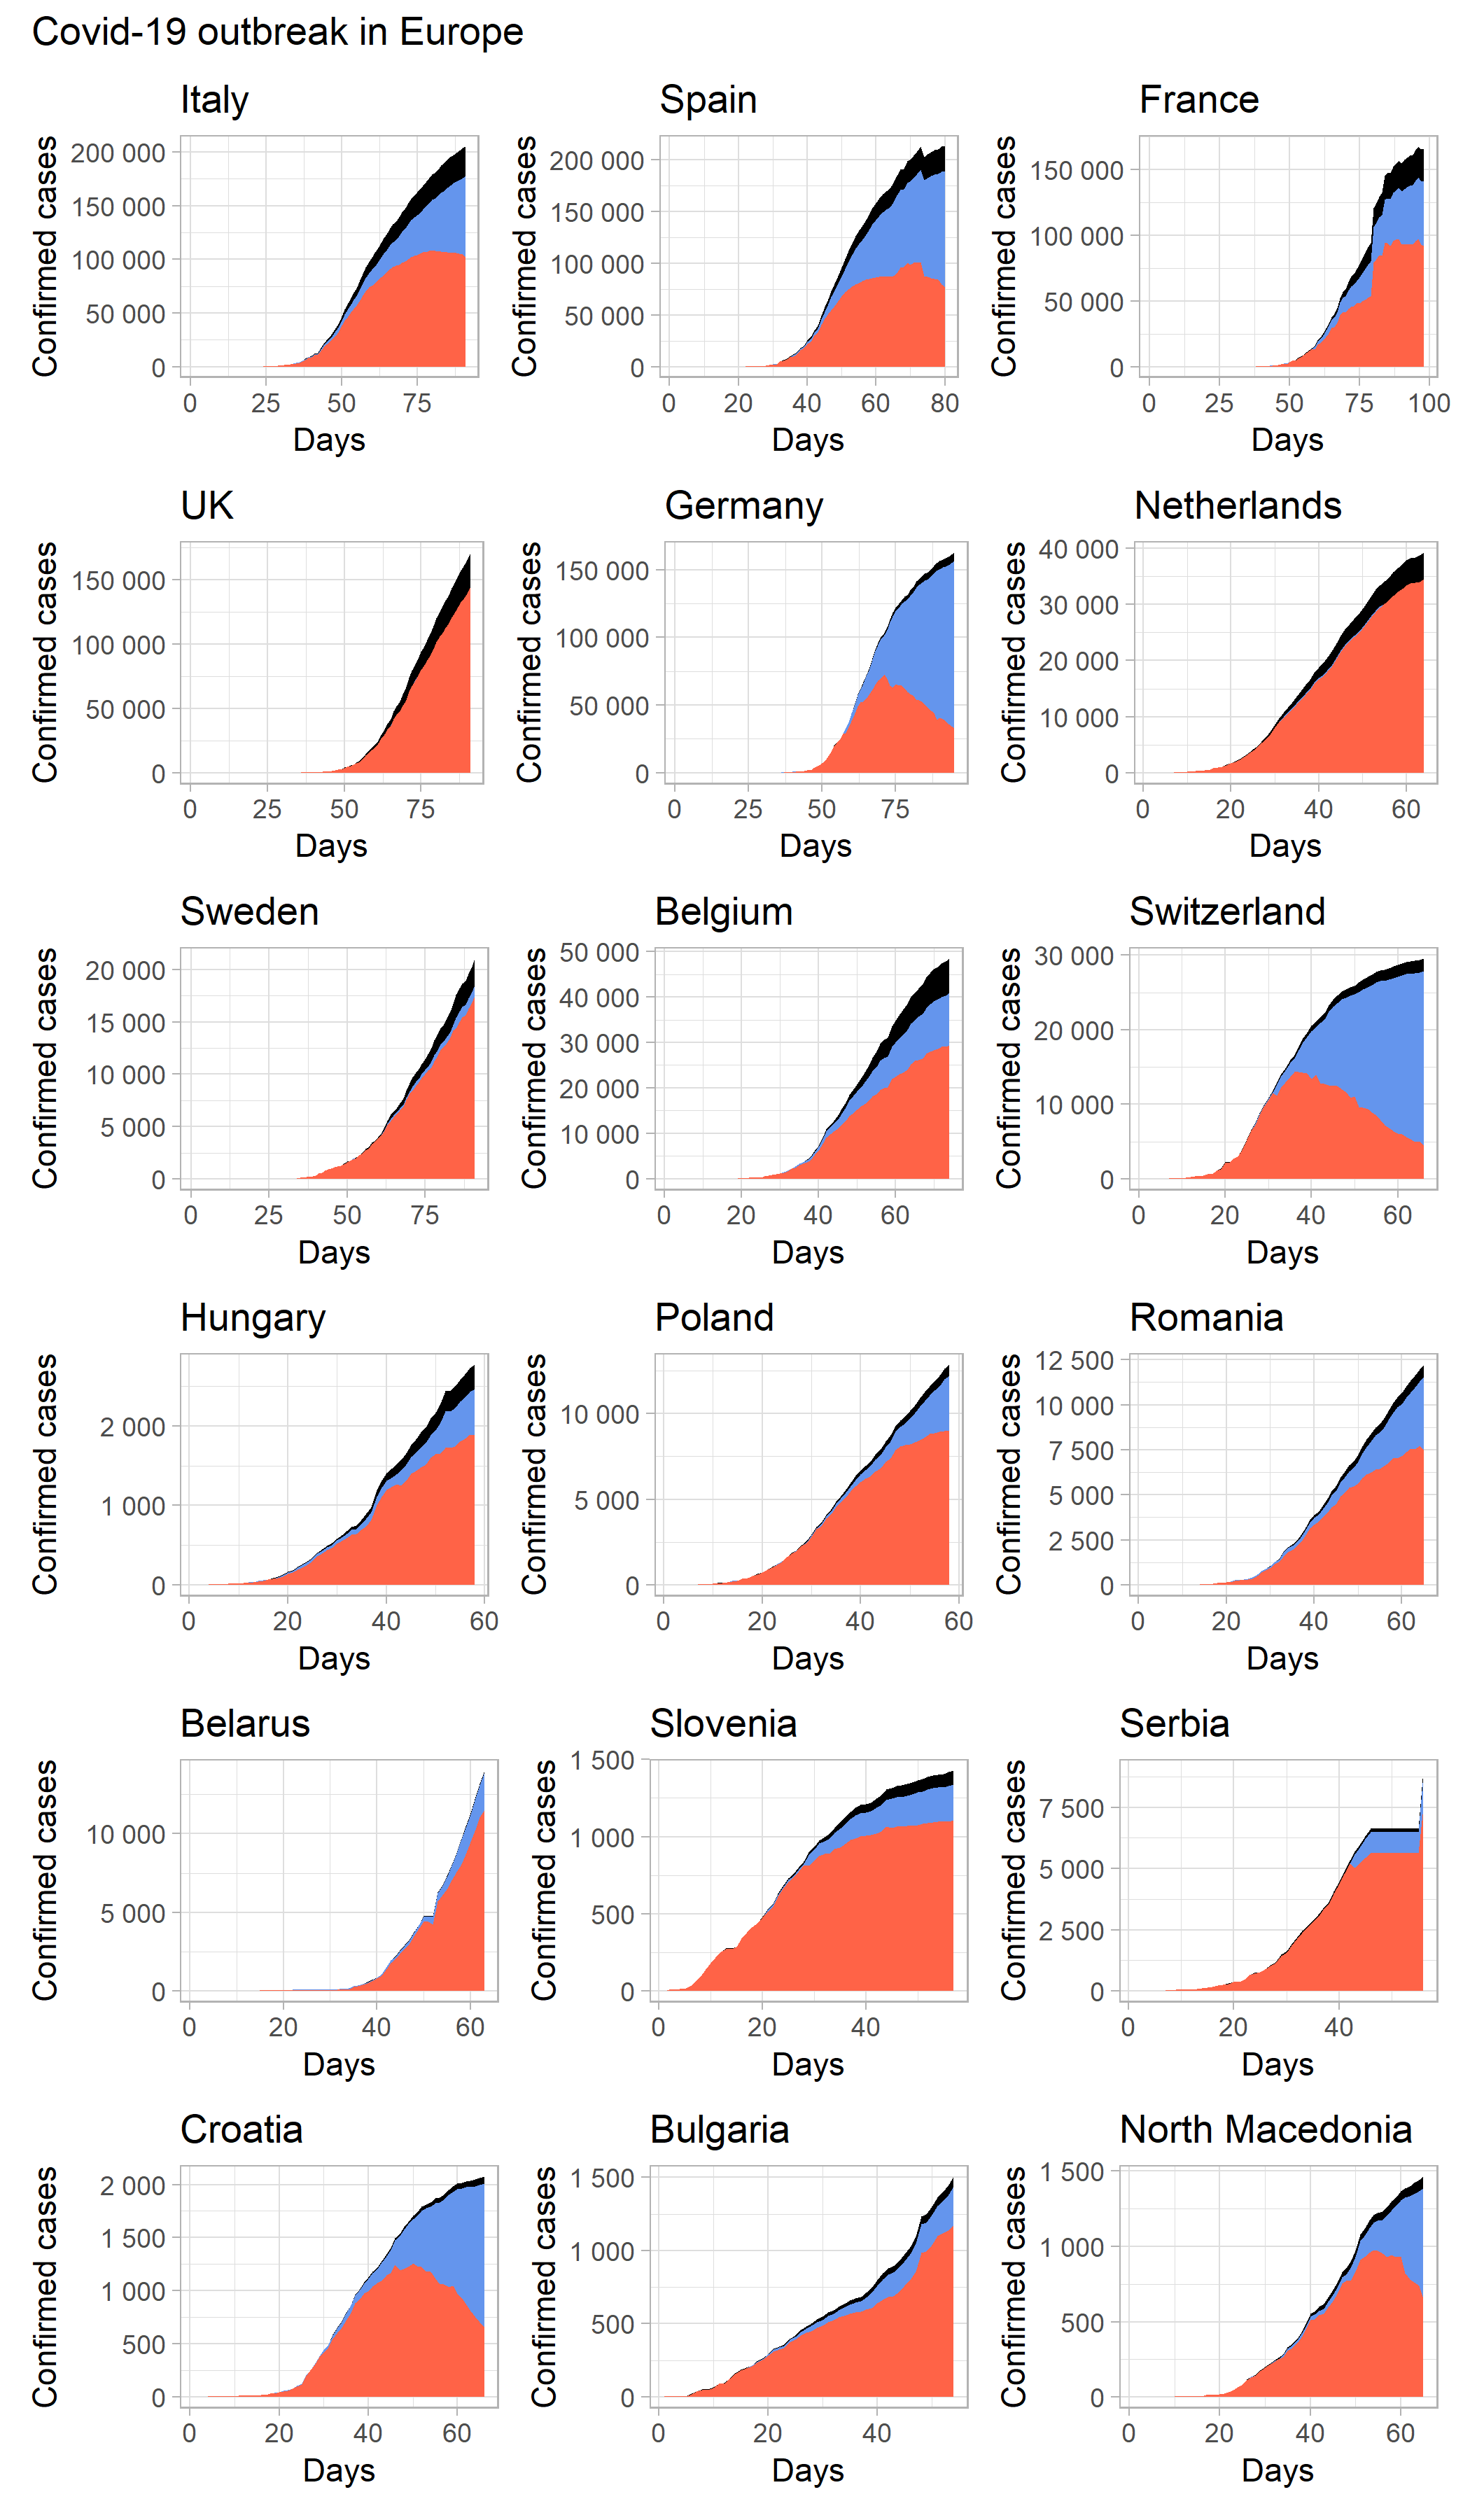 Covid-19 outbreak in Europe
Italy
Confirmed cases
200 000
150 000
100 000
50 000
0
0 25 50 75
Days
Spain
Confirmed cases
200 000
150 000
100 000
50 000
0
0 20 40 60 80
Days
France
Confirmed cases
150 000
100 000
50 000
0
0 25 50 75 100
Days
UK
Confirmed cases
150 000
100 000
50 000
0
0 25 50 75
Days
Germany
Confirmed cases
150 000
100 000
50 000
0
0 25 50 75
Days
Netherlands
Confirmed cases
40 000
30 000
20 000
10 000
0
0 20 40 60
Days
Sweden
Confirmed cases
20 000
15 000
10 000
5 000
0
0 25 50 75
Days
Belgium
Confirmed cases
50 000
40 000
30 000
20 000
10 000
0
0 20 40 60
Days
Switzerland
Confirmed cases
30 000
20 000
10 000
0
0 20 40 60
Days
Hungary
Confirmed cases
2 000
1 000
0
0 20 40 60
Days
Poland
Confirmed cases
10 000
5 000
0
0 20 40 60
Days
Romania
Confirmed cases
12 500
10 000
7 500
5 000
2 500
0
0 20 40 60
Days
Belarus
Confirmed cases
10 000
5 000
0
0 20 40 60
Days
Slovenia
Confirmed cases
1 500
1 000
500
0
0 20 40
Days
Serbia
Confirmed cases
7 500
5 000
2 500
0
0 20 40
Days
Croatia
Confirmed cases
2 000
1 500
1 000
500
0
0 20 40 60
Days
Bulgaria
Confirmed cases
1 500
1 000
500
0
0 20 40
Days
North Macedonia
Confirmed cases
1 500
1 000
500
0
0 20 40 60
Days